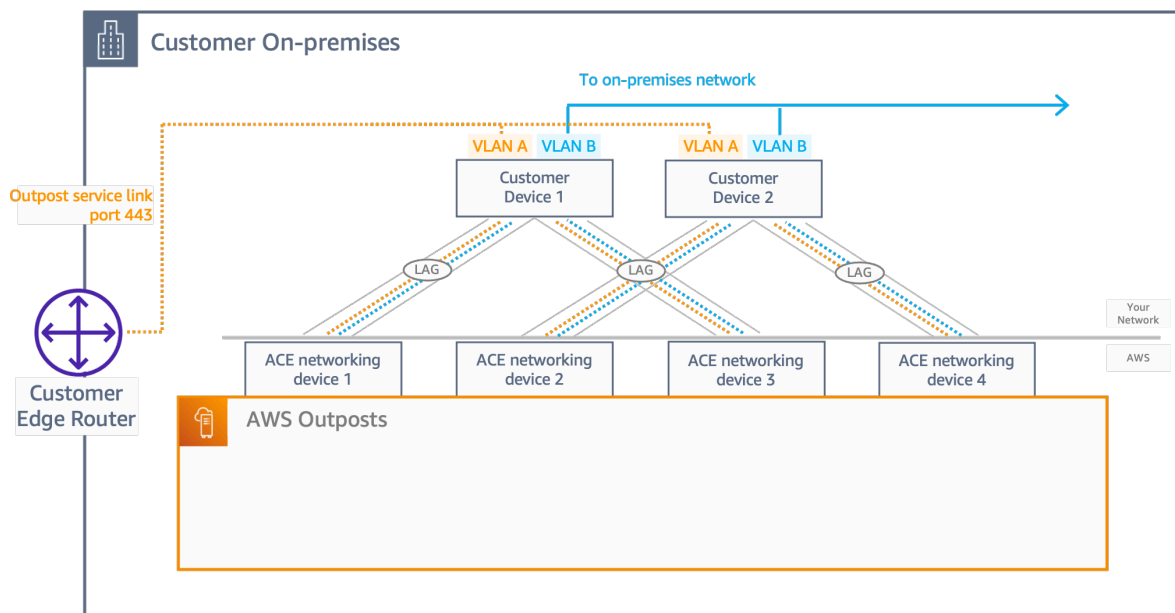 Customer On-premises
To on-premises network
VLAN A
VLAN B
VLAN A
VLAN B
Customer
Device 1
Customer
Device 2
Outpost service link
port 443
LAG
LAG
LAG
Your
Network
AWS
Customer
Edge Router
ACE networking
device 1
ACE networking
device 2
ACE networking
device 3
ACE networking
device 4
AWS Outposts